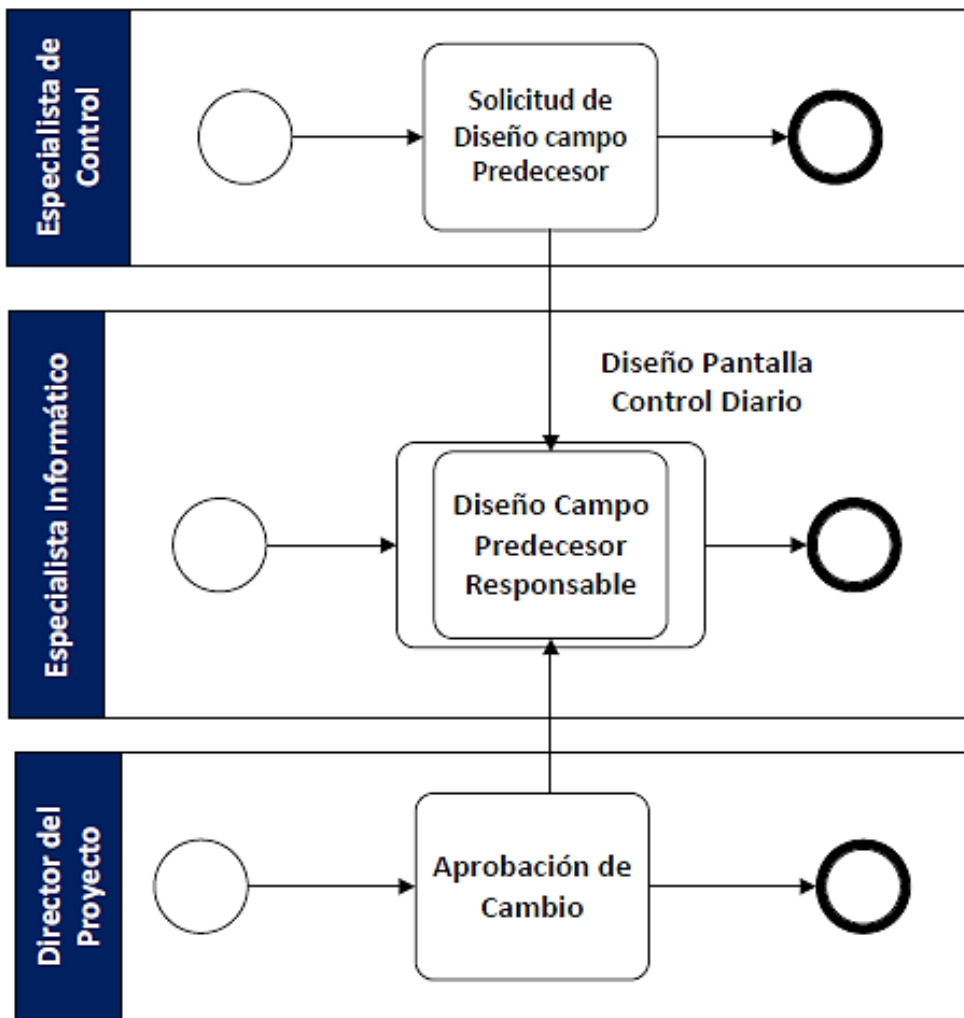 Especialista de
Control
Solicitud de
Diseño campo
Predecesor
Especialista Informático
Diseño Pantalla
Control Diario
Diseño Campo
Predecesor
Responsable
Director del
Proyecto
Aprobación de
Cambio